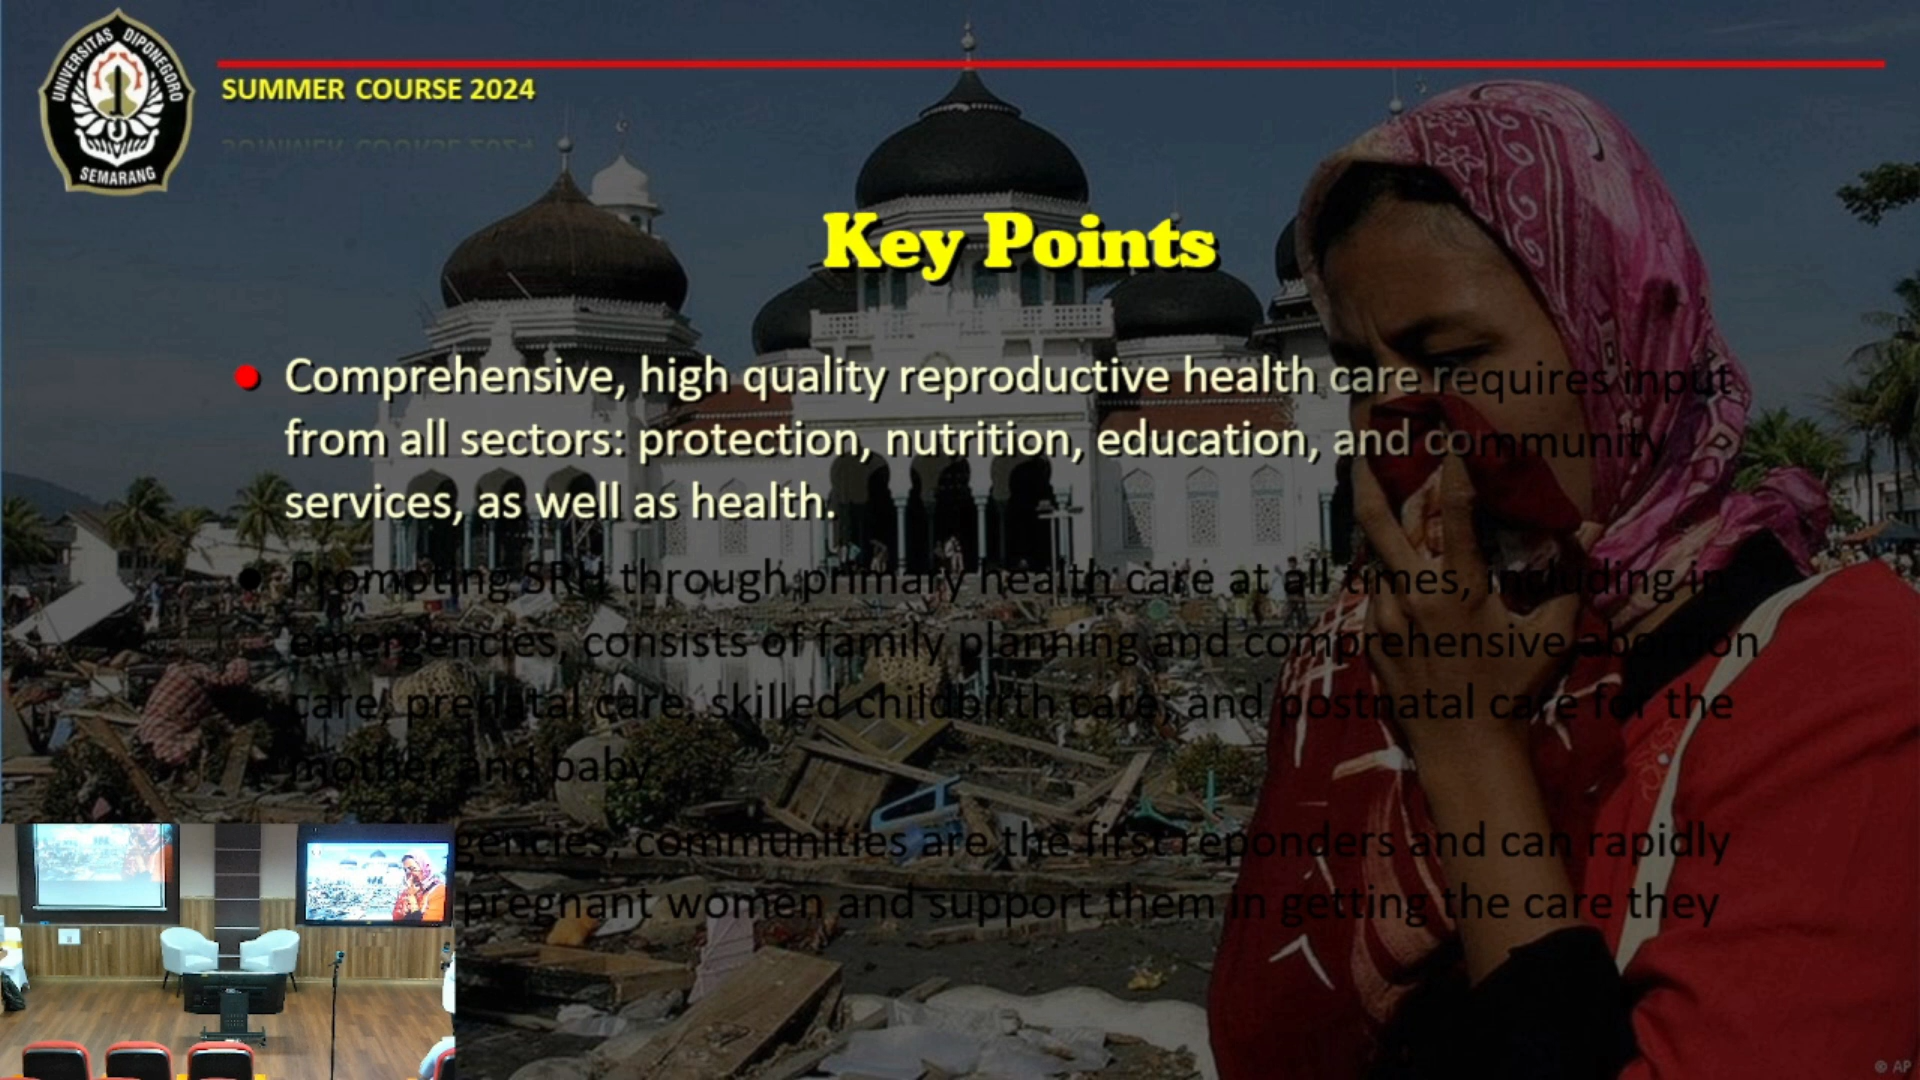 UNIVERSITAS DIPONEGORO
SEMARANG
SUMMER COURSE 2024
Key Points
Comprehensive, high quality reproductive health care requires input
from all sectors: protection, nutrition, education, and community
services, as well as health.
Promoting SRH through primary health care at all times, including in
emergencies, consists of family planning and comprehensive abortion
care, prenatal care, skilled childbirth care, and postnatal care for the
mother and baby.
gencies, communities are the first reponders and can rapidly
pregnant women and support them in getting the care they
© AP